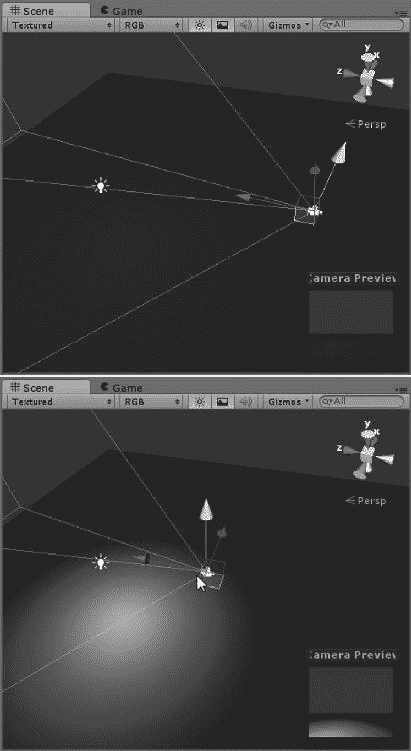 Scene Game
Textured RGB Gizmos All
y
x
z
Persp
Camera Preview
Scene Game
Textured RGB Gizmos All
y
x
z
Persp
Camera Preview